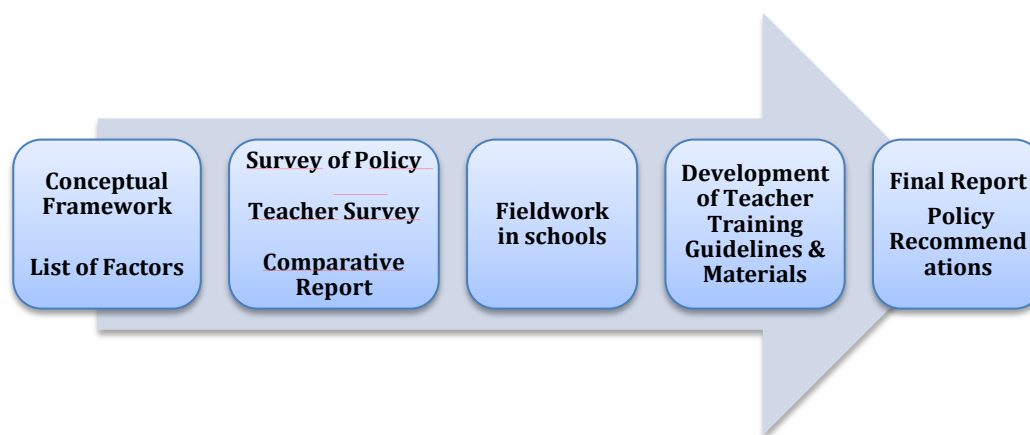 Conceptual
Framework
List of Factors
Survey of Policy
Teacher Survey
Comparative
Report
Fieldwork
in schools
Development
of Teacher
Training
Guidelines &
Materials
Final Report
Policy
Recommend
ations